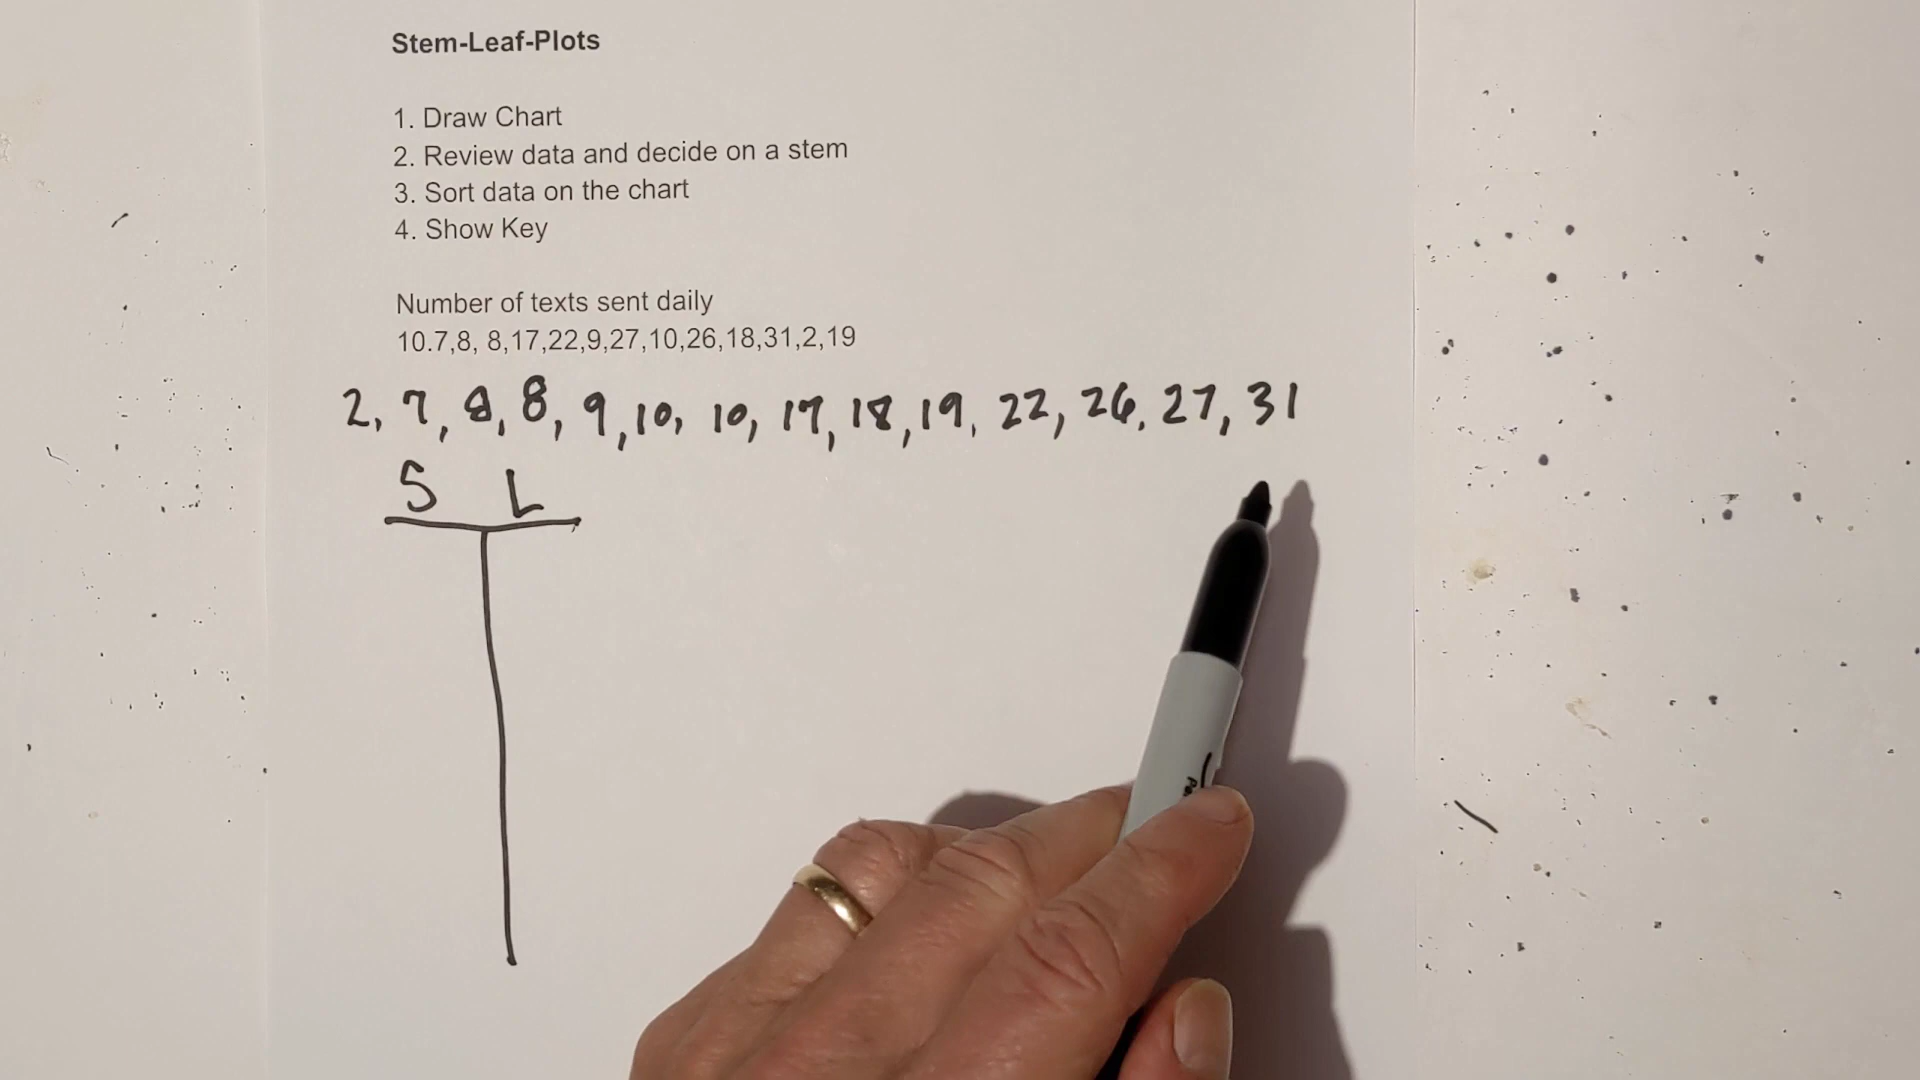 Stem-Leaf-Plots
1. Draw Chart
2. Review data and decide on a stem
3. Sort data on the chart
4. Show Key
Number of texts sent daily
10.7,8, 8,17,22,9,27,10,26,18,31,2,19
2, 7, 8, 8, 9, 10, 10, 17, 18, 19, 22, 26, 27, 31
S L